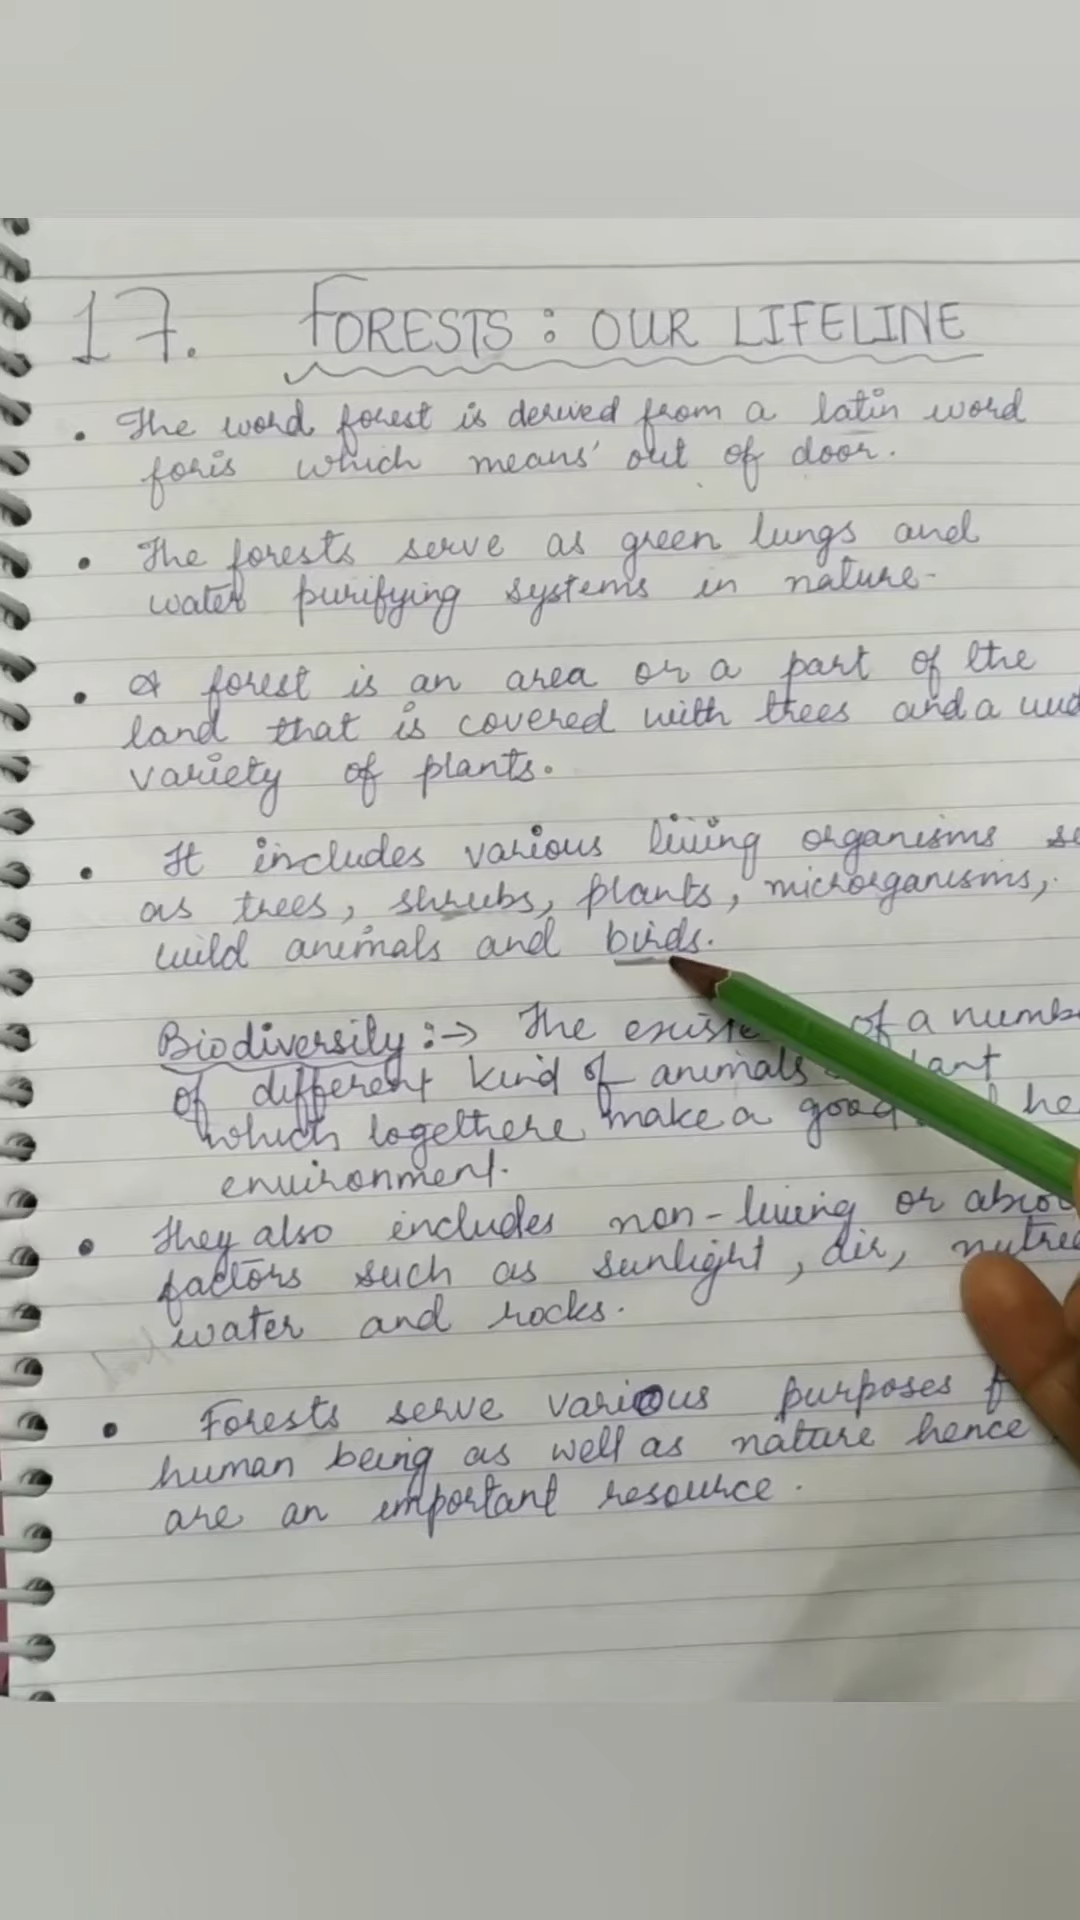 17. FORESTS : OUR LIFELINE
• The word forest is derived from a latin word
foris which means' out of door.
• The forests serve as green lungs and
water purifying systems in nature-
• A forest is an area or a part of the
land that is covered with trees and a
variety of plants.
• It includes various living organisms
as trees, shrubs, plants, microrganisms,
wild animals and birds.
Biodiversity :→ The of a
of different kind of animals
which logethere make a
environment.
• They also includes non-living or
factors such as sunlight, air,
water and rocks.
• Forests serve various purposes
human being as well as nature hence
are an important resource.